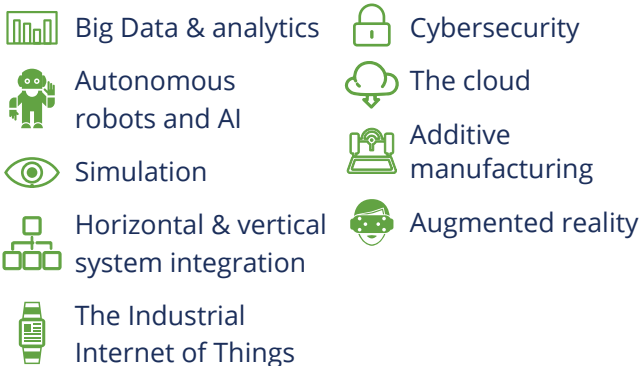 Big Data & analytics
Autonomous
robots and AI
Simulation
Horizontal & vertical
system integration
The Industrial
Internet of Things
Cybersecurity
The cloud
Additive
manufacturing
Augmented reality